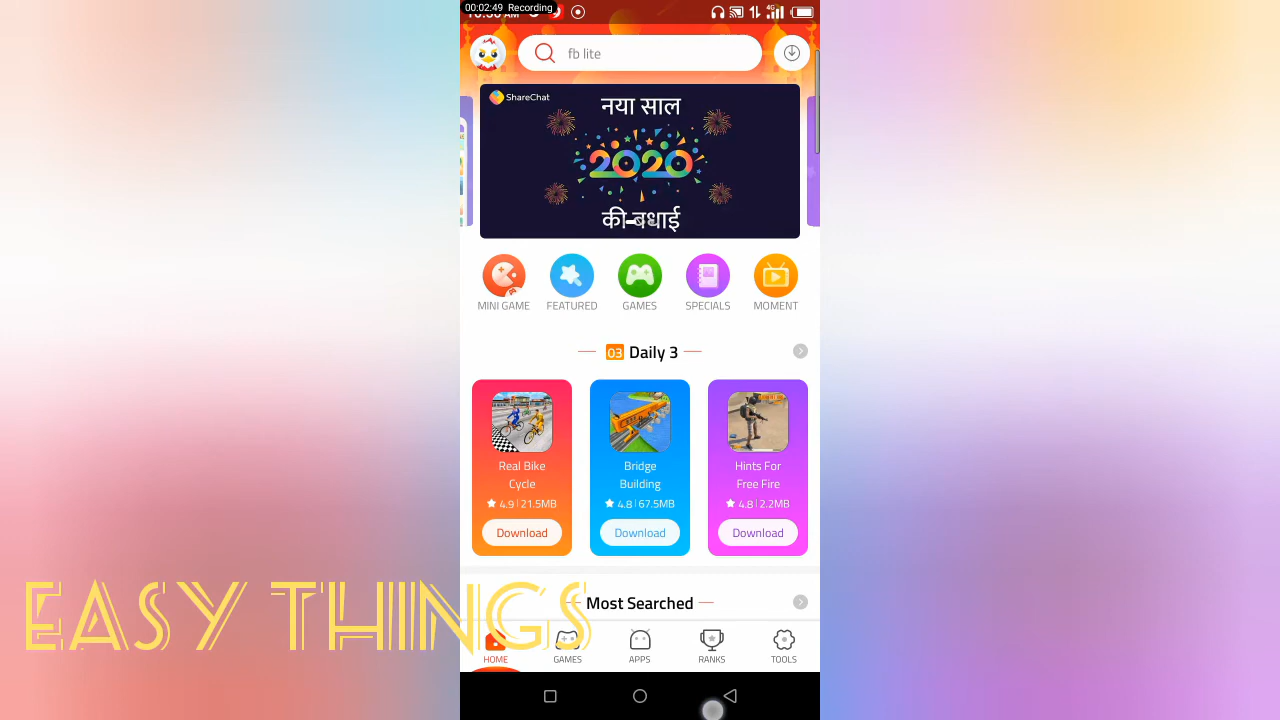 00:02:49 Recording
4G
fb lite
ShareChat
नया साल
2020
की बधाई
MINI GAME
FEATURED
GAMES
SPECIALS
MOMENT
03 Daily 3
Real Bike
Cycle
4.9 | 21.5MB
Download
Bridge
Building
4.8 | 67.5MB
Download
Hints For
Free Fire
4.8 | 2.2MB
Download
Most Searched
EASY THINGS
HOME
GAMES
APPS
RANKS
TOOLS